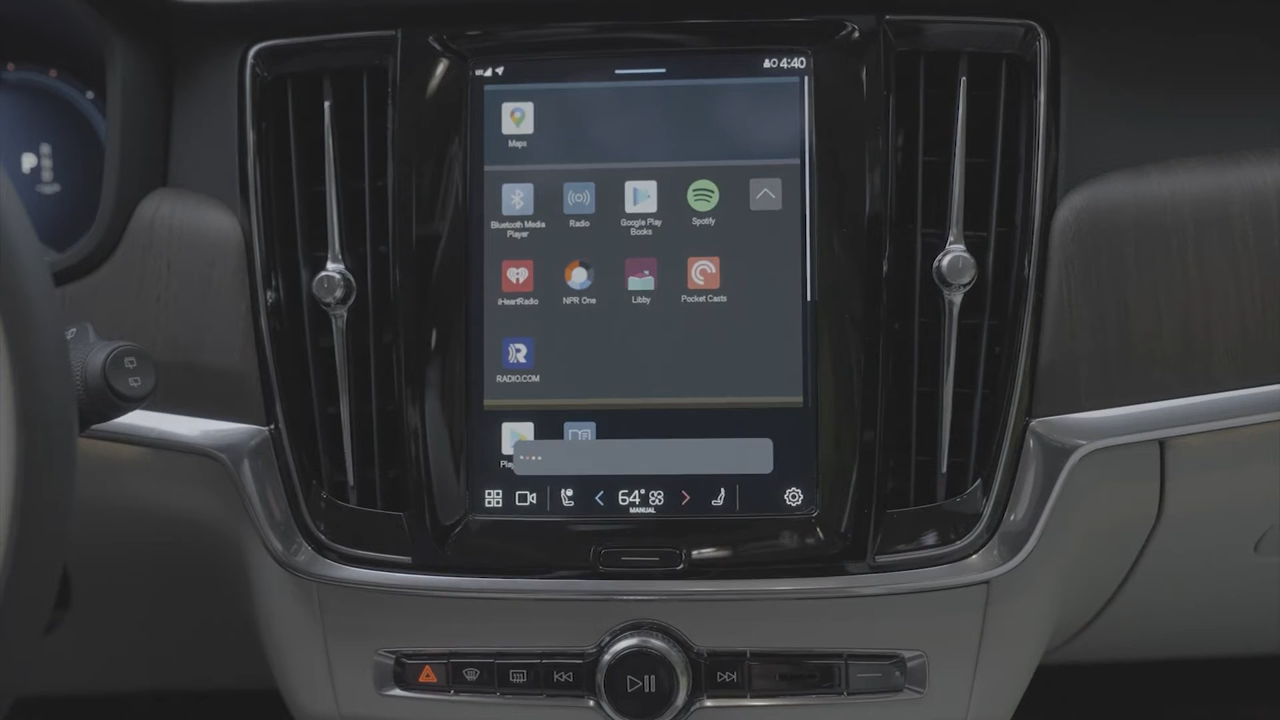 4:40
P
Maps
Bluetooth Media
Player
Radio
Google Play
Books
Spotify
iHeartRadio
NPR One
Libby
Pocket Casts
RADIO.COM
64°
MANUAL